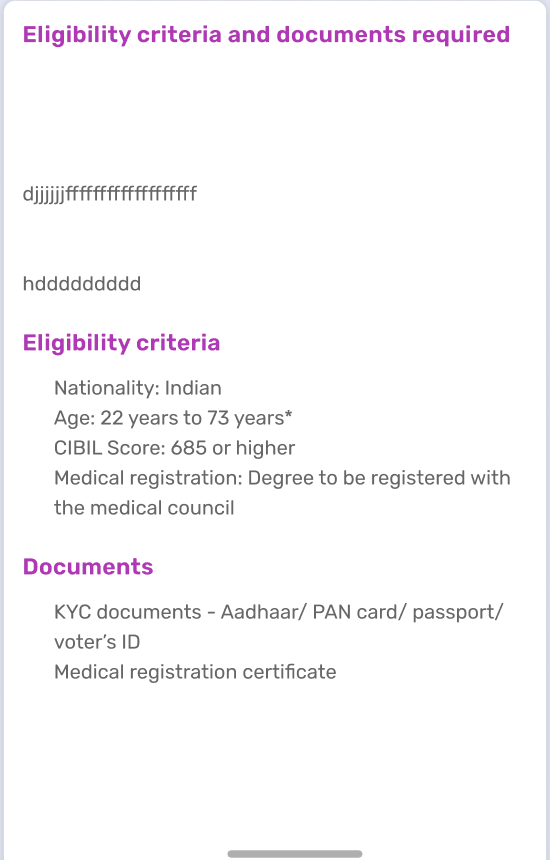 Eligibility criteria and documents required
djjjjjjfffffffffffffffffff
hddddddddd
Eligibility criteria
Nationality: Indian
Age: 22 years to 73 years*
CIBIL Score: 685 or higher
Medical registration: Degree to be registered with
the medical council
Documents
KYC documents - Aadhaar/ PAN card/ passport/
voter’s ID
Medical registration certificate